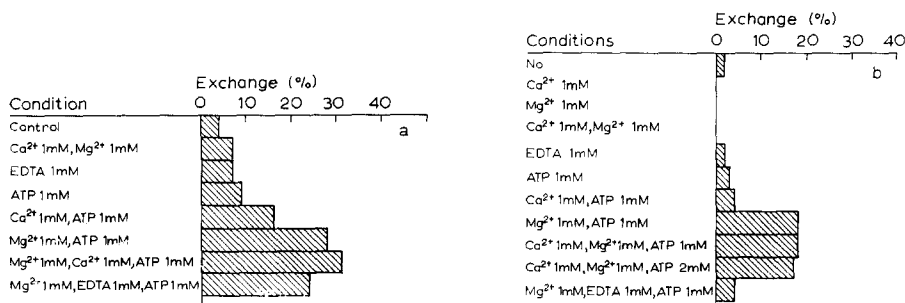 Exchange (%)
Condition 0 10 20 30 40
a
Control
Ca²⁺ 1mM, Mg²⁺ 1mM
EDTA 1mM
ATP 1mM
Ca²⁺ 1mM, ATP 1mM
Mg²⁺ 1mM, ATP 1mM
Mg²⁺ 1mM, Ca²⁺ 1mM, ATP 1mM
Mg²⁺ 1mM, EDTA 1mM, ATP 1mM
Exchange (%)
Conditions 0 10 20 30 40
b
No
Ca²⁺ 1mM
Mg²⁺ 1mM
Ca²⁺ 1mM, Mg²⁺ 1mM
EDTA 1mM
ATP 1mM
Ca²⁺ 1mM, ATP 1mM
Mg²⁺ 1mM, ATP 1mM
Ca²⁺ 1mM, Mg²⁺ 1mM, ATP 1mM
Ca²⁺ 1mM, Mg²⁺ 1mM, ATP 2mM
Mg²⁺ 1mM, EDTA 1mM, ATP 1mM